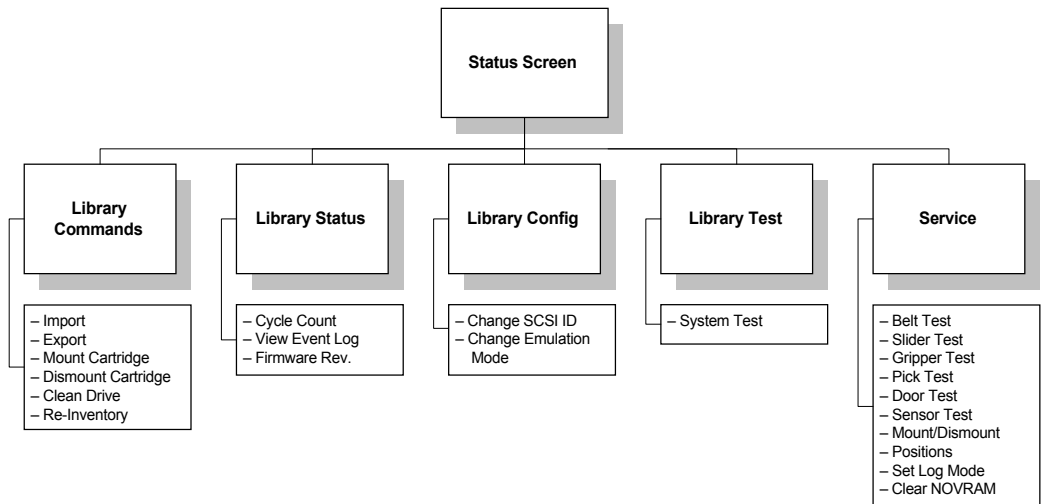 Status Screen
Library
Commands
Library Status
Library Config
Library Test
Service
– Import
– Export
– Mount Cartridge
– Dismount Cartridge
– Clean Drive
– Re-Inventory
– Cycle Count
– View Event Log
– Firmware Rev.
– Change SCSI ID
– Change Emulation
Mode
– System Test
– Belt Test
– Slider Test
– Gripper Test
– Pick Test
– Door Test
– Sensor Test
– Mount/Dismount
– Positions
– Set Log Mode
– Clear NOVRAM